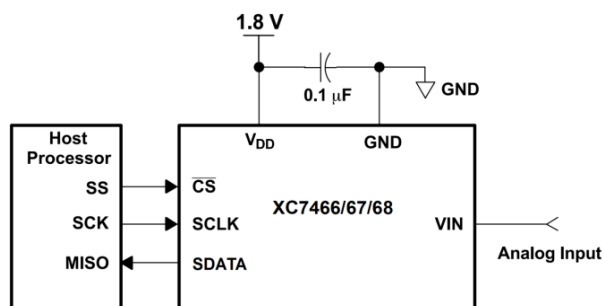 1.8 V
0.1 μF
GND
Host
Processor
VDD
GND
SS
CS
XC7466/67/68
SCK
SCLK
VIN
MISO
SDATA
Analog Input